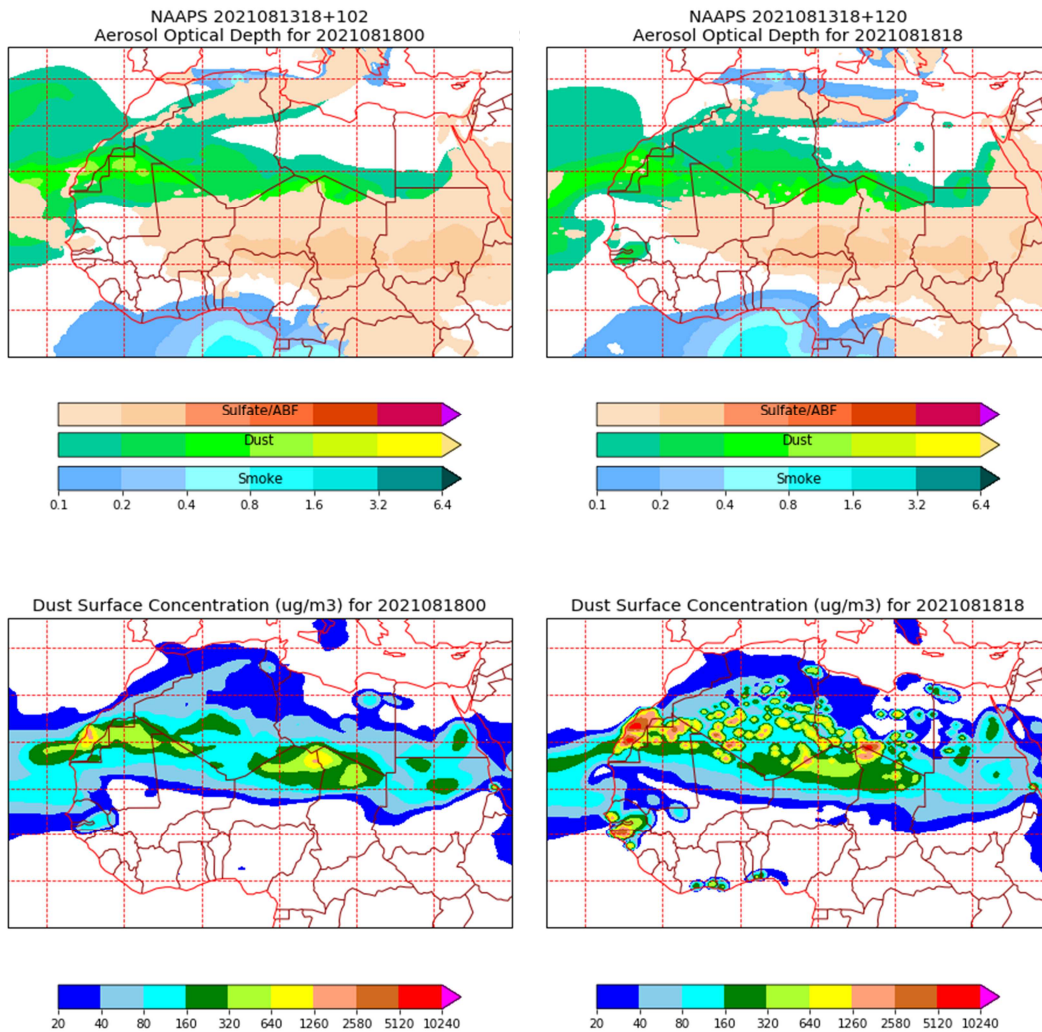 NAAPS 2021081318+102
Aerosol Optical Depth for 2021081800
NAAPS 2021081318+120
Aerosol Optical Depth for 2021081818
Sulfate/ABF
Dust
Smoke
0.1 0.2 0.4 0.8 1.6 3.2 6.4
Sulfate/ABF
Dust
Smoke
0.1 0.2 0.4 0.8 1.6 3.2 6.4
Dust Surface Concentration (ug/m3) for 2021081800
Dust Surface Concentration (ug/m3) for 2021081818
20 40 80 160 320 640 1260 2580 5120 10240
20 40 80 160 320 640 1260 2580 5120 10240